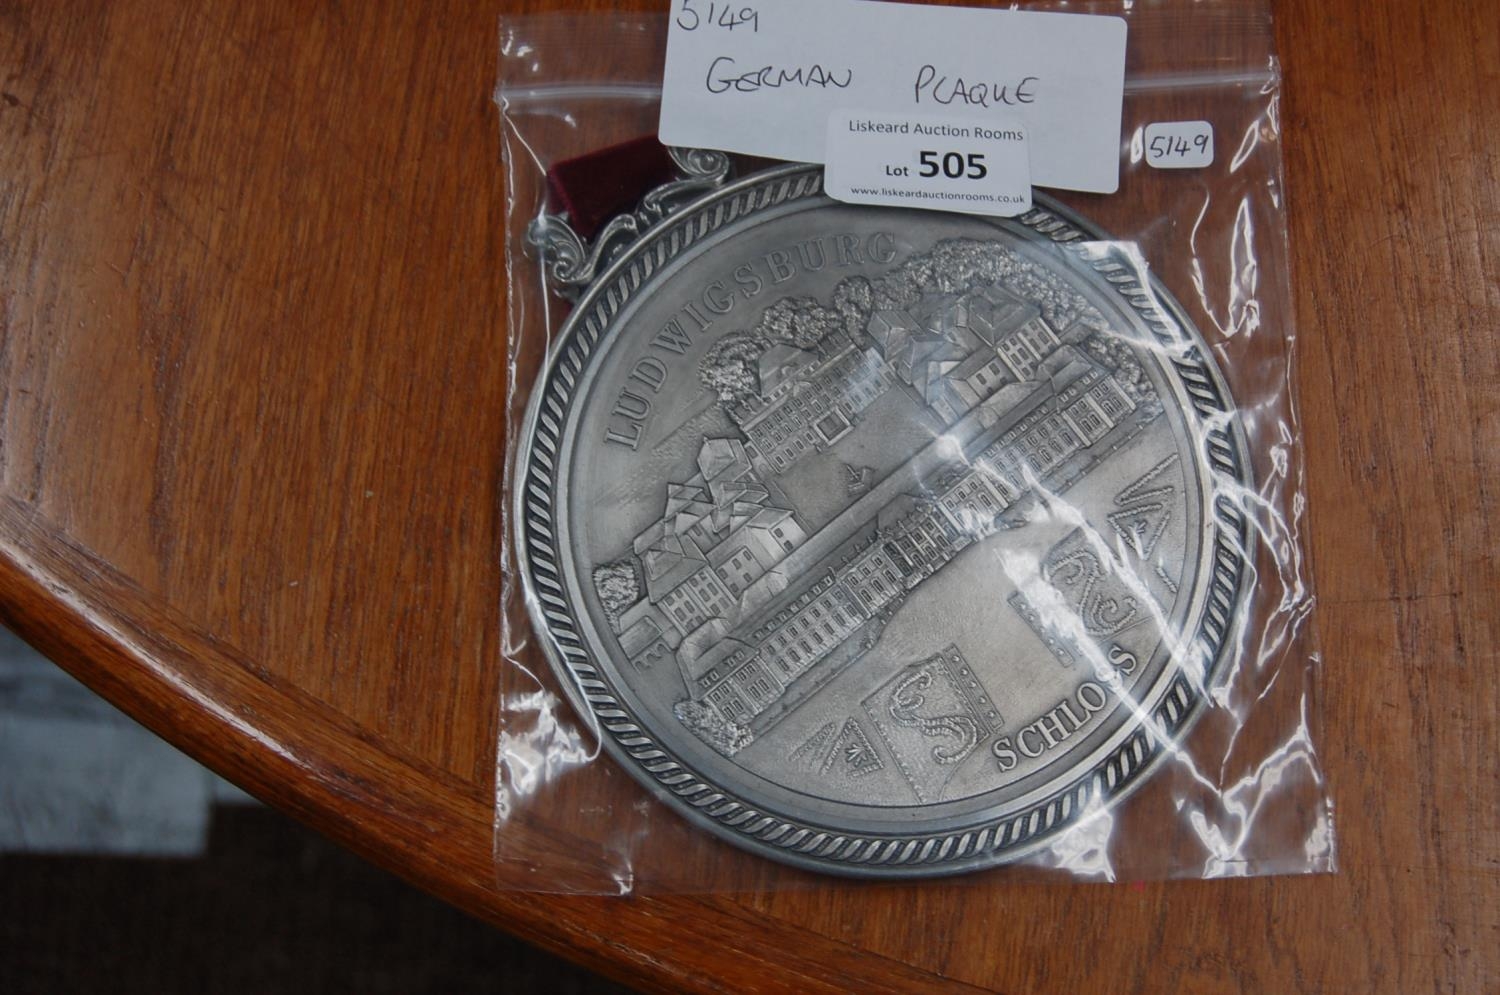 5149
GERMAN PLAQUE
Liskeard Auction Rooms
Lot 505
www.liskeardauctionrooms.co.uk
5149
LUDWIGSBURG
SCHLOSS